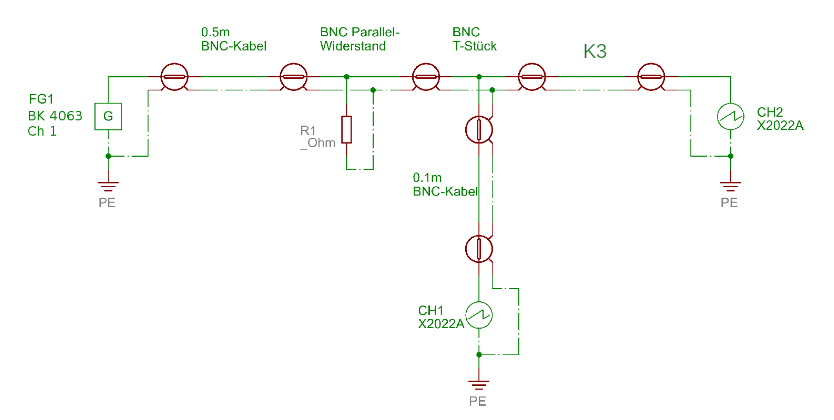 0.5m
BNC-Kabel
BNC Parallel-
Widerstand
BNC
T-Stück
K3
FG1
BK 4063
Ch 1
G
R1
_Ohm
CH2
X2022A
PE
PE
0.1m
BNC-Kabel
CH1
X2022A
PE